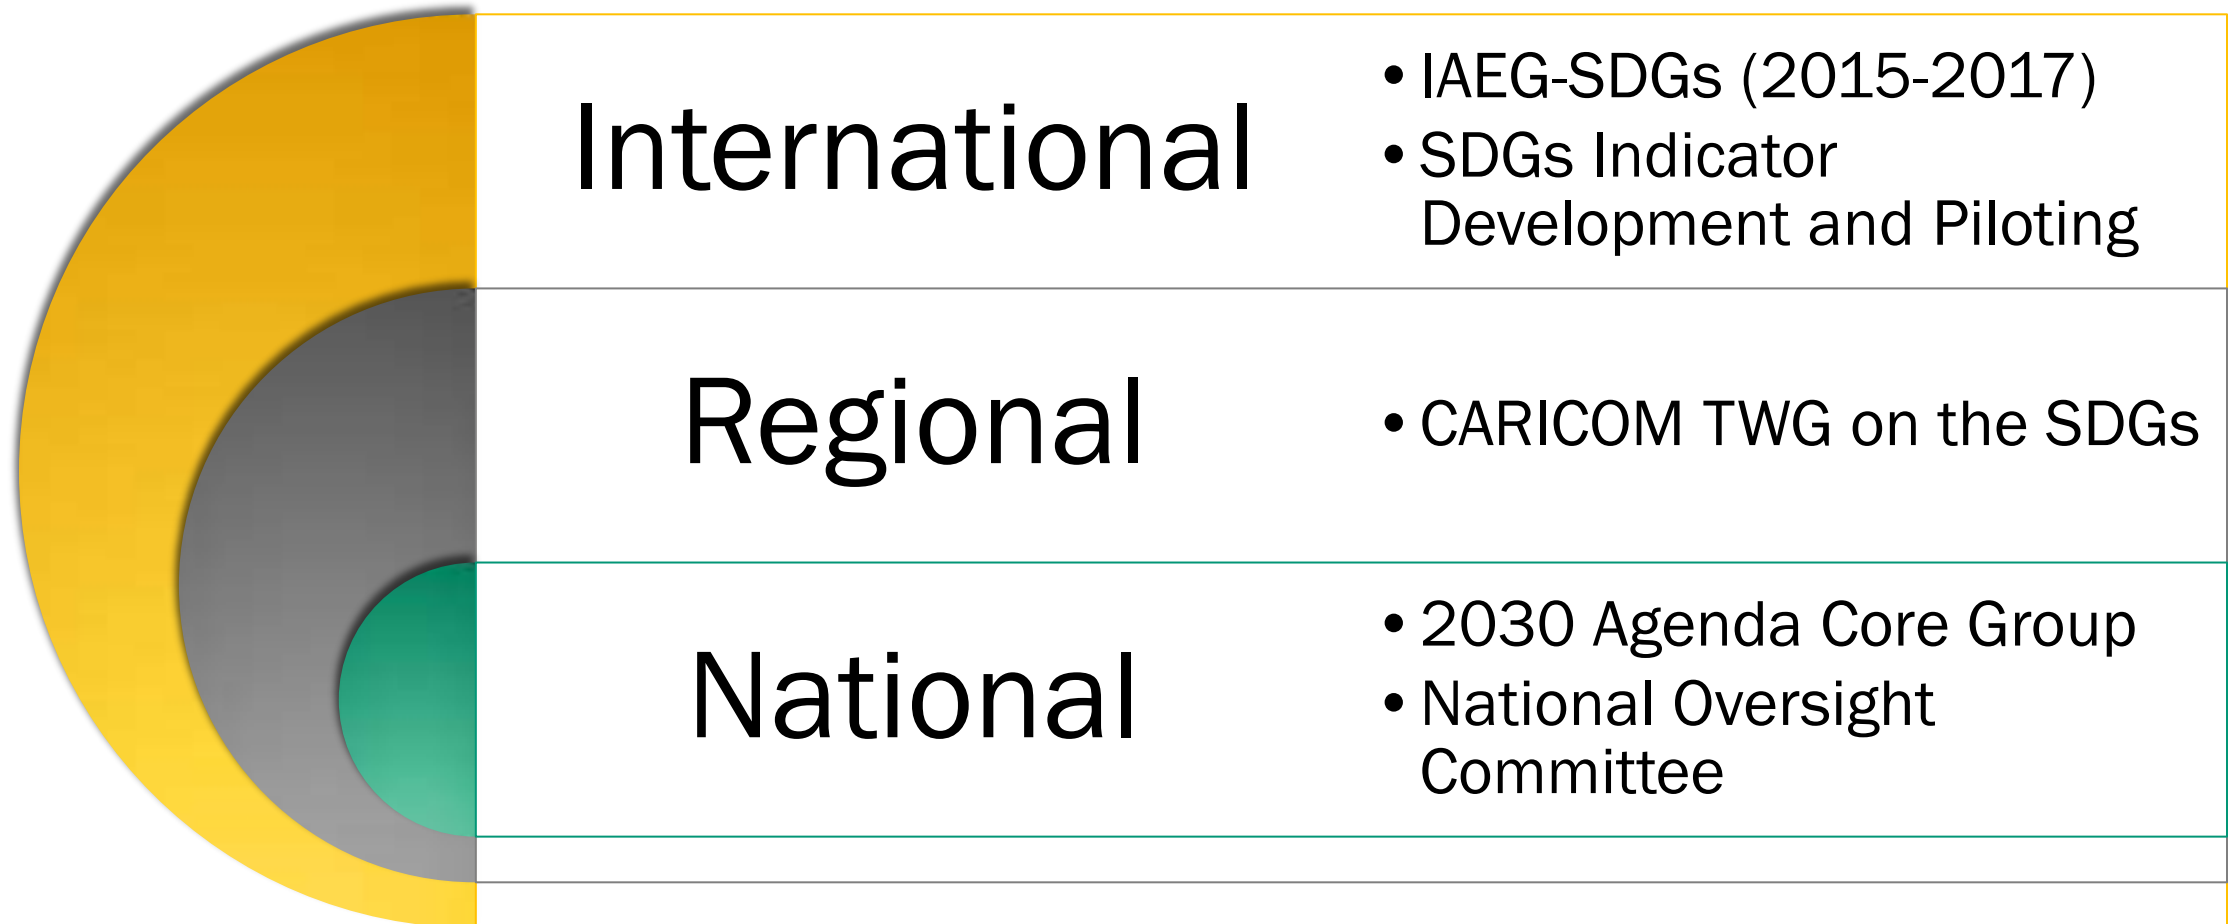 International
• IAEG-SDGs (2015-2017)
• SDGs Indicator
Development and Piloting
Regional
• CARICOM TWG on the SDGs
National
• 2030 Agenda Core Group
• National Oversight
Committee